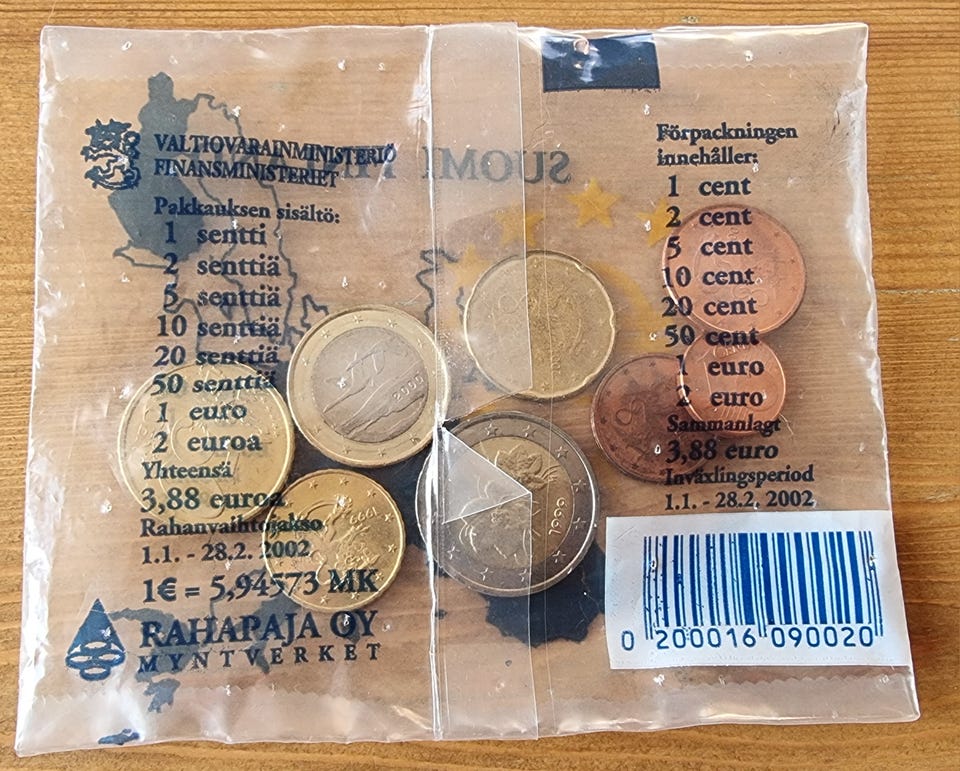 VALTIOVARAINMINISTERIÖ
FINANSMINISTERIET
Pakkauksen sisältö:
1 sentti
2 senttiä
5 senttiä
10 senttiä
20 senttiä
50 senttiä
1 euro
2 euroa
Yhteensä
3,88 euroa
Rahanvaihtojakso
1.1. - 28.2. 2002
1€ = 5,94573 MK
RAHAPAJA OY
MYNTVERKET
SUOMI
2000
1999
1999
Förpackningen
innehåller:
1 cent
2 cent
5 cent
10 cent
20 cent
50 cent
1 euro
2 euro
Sammanlagt
3,88 euro
Inväxlingsperiod
1.1. - 28.2. 2002
0 200016 090020